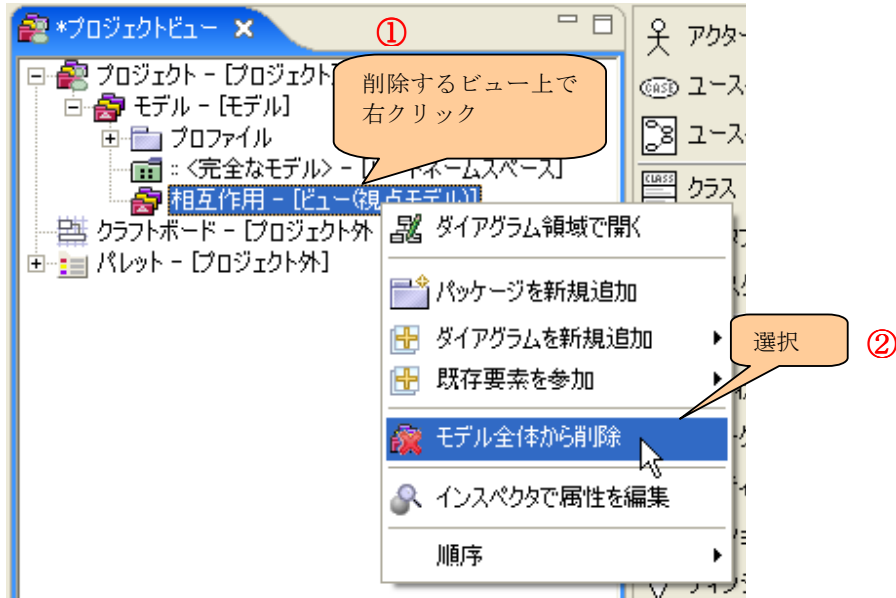 *プロジェクトビュー
①
プロジェクト - [プロジェクト]
削除するビュー上で
右クリック
モデル - [モデル]
プロファイル
::<完全なモデル> - [ルートネームスペース]
相互作用 - [ビュー(視点モデル)]
クラフトボード - [プロジェクト外
パレット - [プロジェクト外]
ダイアグラム領域で開く
パッケージを新規追加
ダイアグラムを新規追加
既存要素を参加
モデル全体から削除
インスペクタで属性を編集
順序
選択
②
アクター
CASE ユース
ユース
CLASS クラス